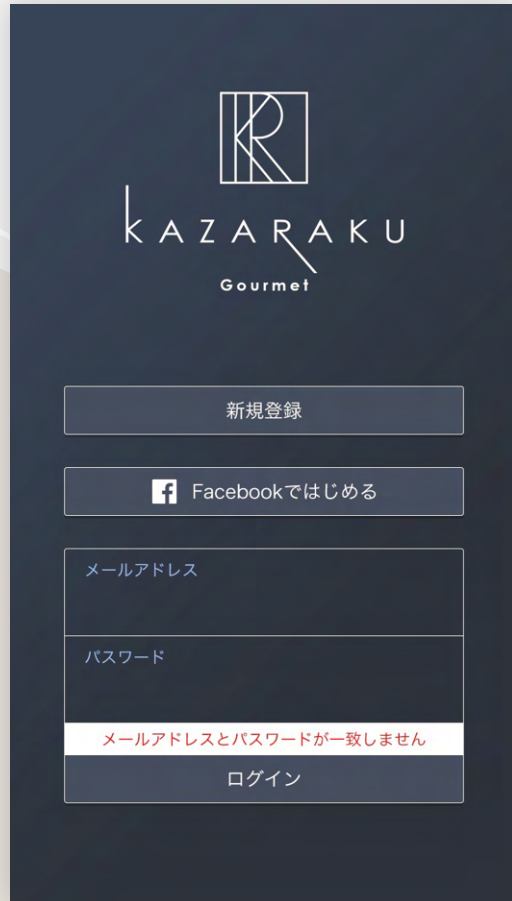 KR
KAZARAKU
Gourmet
新規登録
Facebookではじめる
メールアドレス
パスワード
メールアドレスとパスワードが一致しません
ログイン